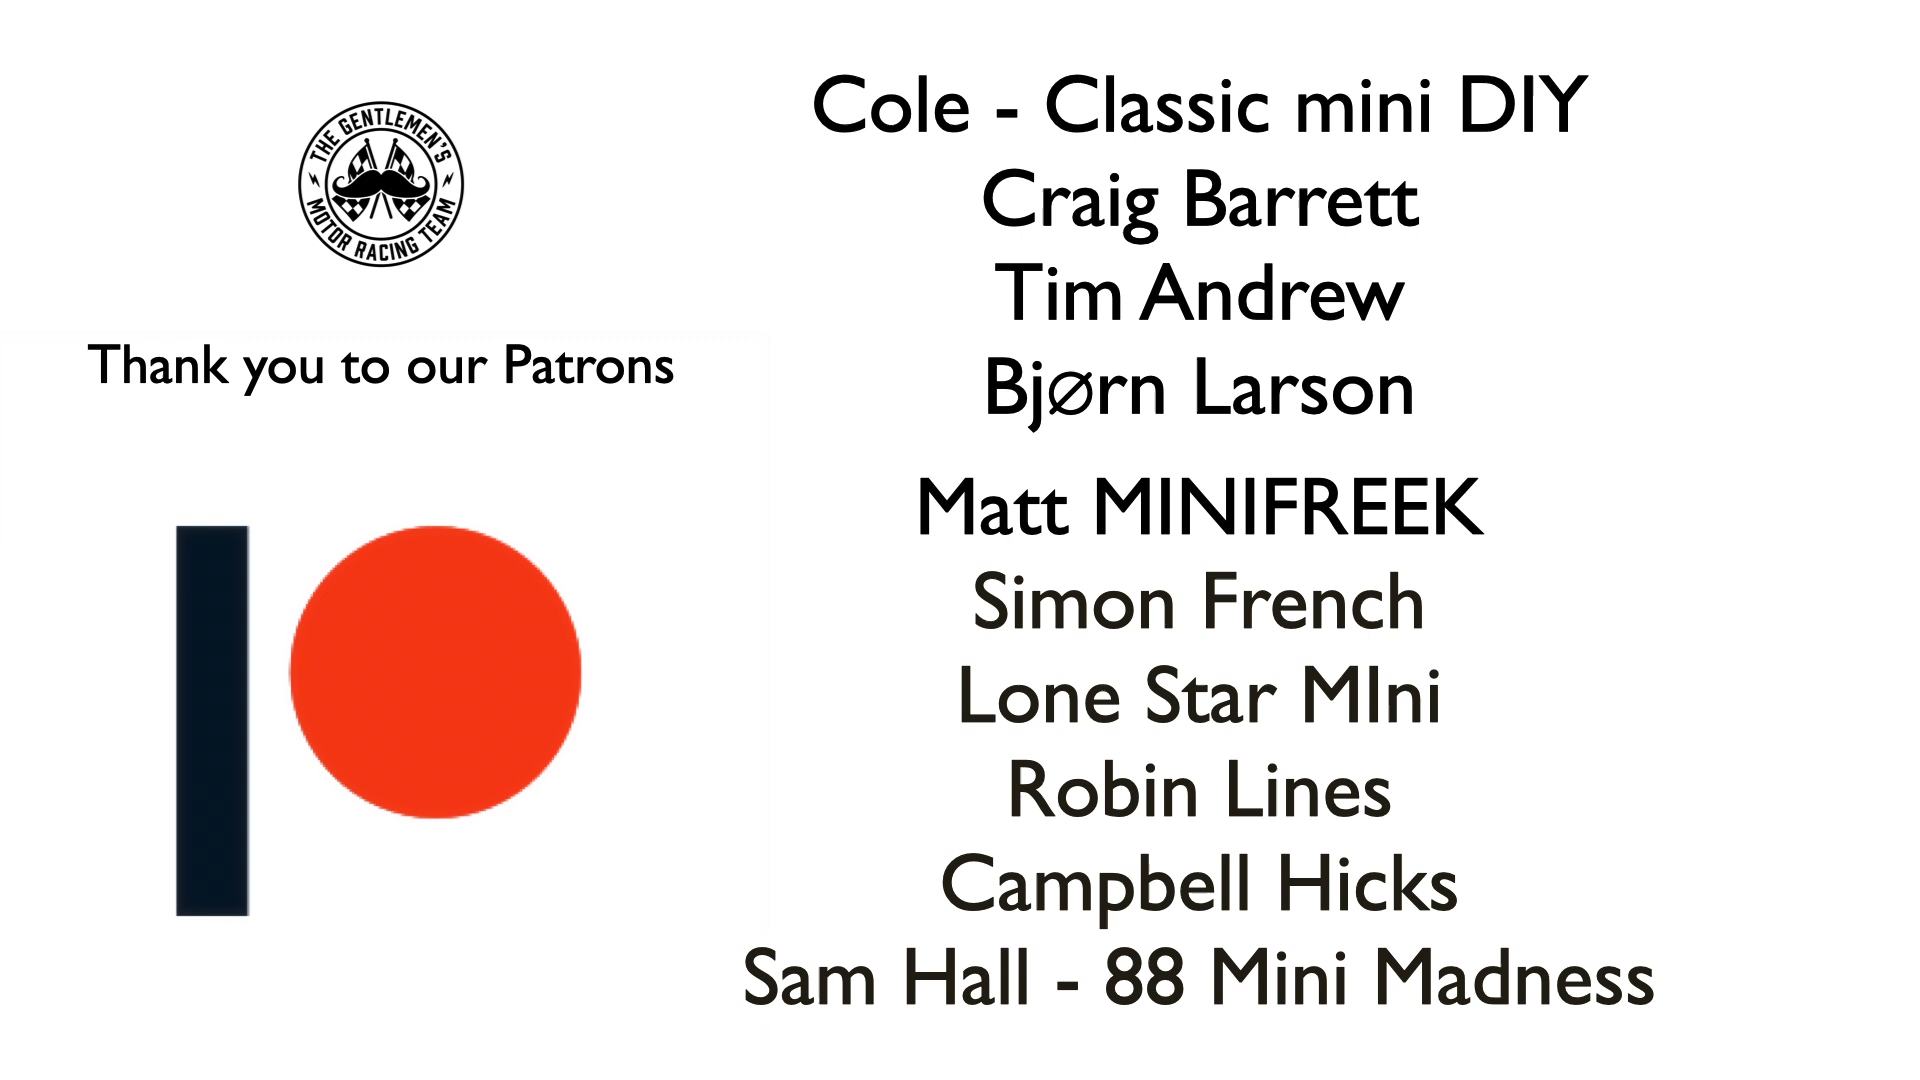 THE GENTLEMEN'S
MOTOR RACING TEAM
Thank you to our Patrons
Cole - Classic mini DIY
Craig Barrett
Tim Andrew
BjØrn Larson
Matt MINIFREEK
Simon French
Lone Star MIni
Robin Lines
Campbell Hicks
Sam Hall - 88 Mini Madness